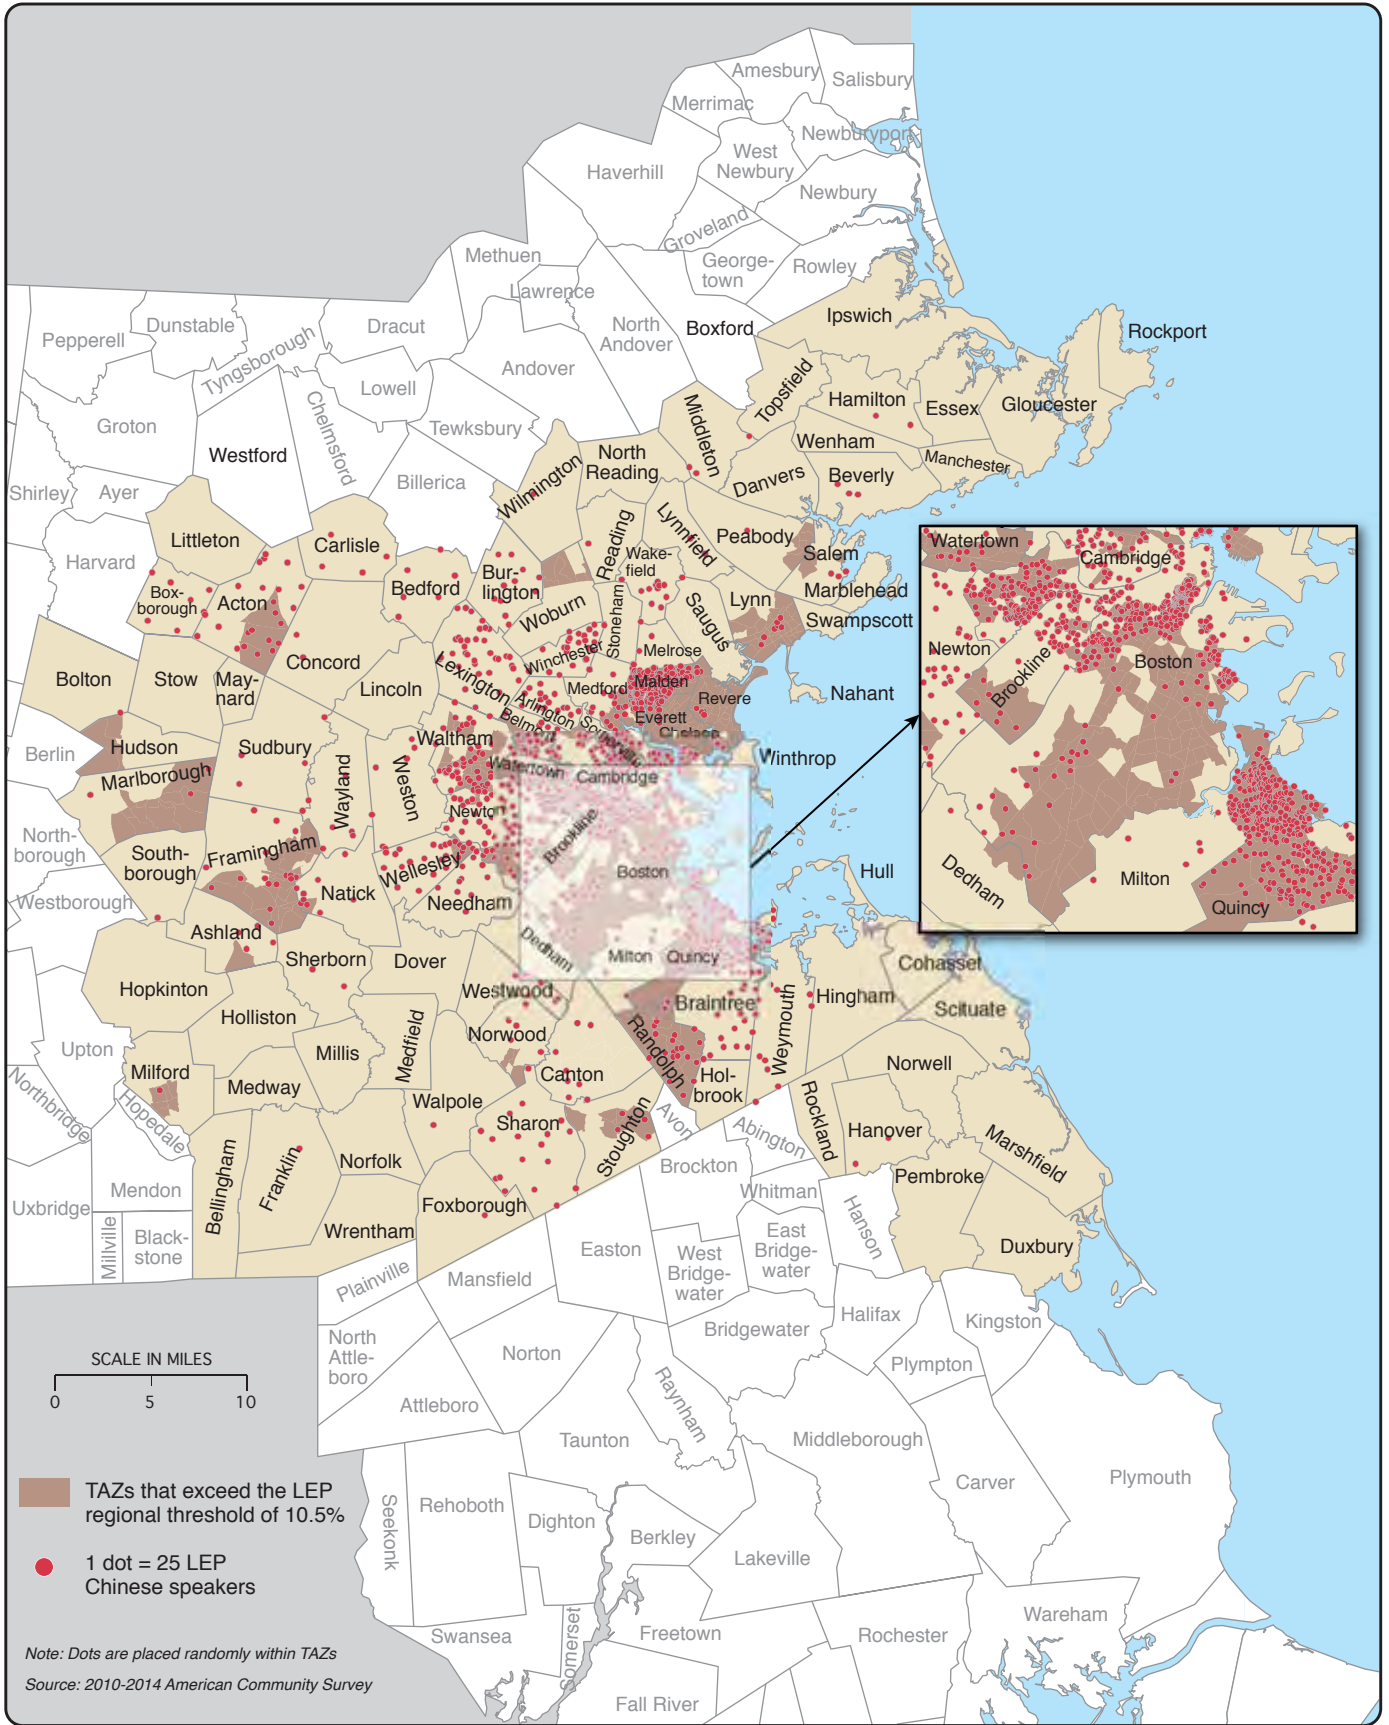 Amesbury
Salisbury
Merrimac
Newburyport
West
Newbury
Haverhill
Newbury
Groveland
Methuen
George-
town
Rowley
Lawrence
Ipswich
Pepperell
Dunstable
Tyngsborough
Dracut
North
Andover
Boxford
Rockport
Andover
Lowell
Topsfield
Hamilton
Essex
Gloucester
Groton
Chelmsford
Tewksbury
Middleton
Wenham
Westford
North
Reading
Manchester
Shirley
Ayer
Billerica
Wilmington
Danvers
Beverly
Littleton
Carlisle
Reading
Lynnfield
Peabody
Harvard
Wake-
field
Salem
Box-
borough
Acton
Bedford
Bur-
lington
Marblehead
Woburn
Stoneham
Saugus
Lynn
Swampscott
Concord
Winchester
Melrose
Bolton
Stow
May-
nard
Lincoln
Lexington
Medford
Malden
Revere
Nahant
Arlington
Belmont
Somerville
Everett
Chelsea
Berlin
Hudson
Sudbury
Waltham
Winthrop
Marlborough
Wayland
Weston
Watertown
Cambridge
Newton
North-
borough
South-
borough
Framingham
Brookline
Boston
Wellesley
Natick
Needham
Hull
Westborough
Ashland
Sherborn
Dover
Dedham
Milton
Quincy
Cohasset
Hopkinton
Westwood
Braintree
Weymouth
Hingham
Scituate
Holliston
Medfield
Norwood
Randolph
Upton
Millis
Norwell
Milford
Medway
Canton
Hol-
brook
Northbridge
Hopedale
Walpole
Sharon
Stoughton
Avon
Rockland
Hanover
Abington
Marshfield
Bellingham
Franklin
Norfolk
Brockton
Pembroke
Uxbridge
Mendon
Foxborough
Whitman
Hanson
Millville
Black-
stone
Wrentham
Easton
West
Bridge-
water
East
Bridge-
water
Duxbury
Plainville
Mansfield
Halifax
Kingston
North
Attle-
boro
Norton
Bridgewater
Plympton
Attleboro
Raynham
Taunton
Middleborough
Carver
Plymouth
Seekonk
Rehoboth
Dighton
Berkley
Lakeville
Swansea
Somerset
Freetown
Rochester
Wareham
Fall River
Watertown
Cambridge
Newton
Brookline
Boston
Dedham
Milton
Quincy
SCALE IN MILES
0 5 10
TAZs that exceed the LEP
regional threshold of 10.5%
1 dot = 25 LEP
Chinese speakers
Note: Dots are placed randomly within TAZs
Source: 2010-2014 American Community Survey